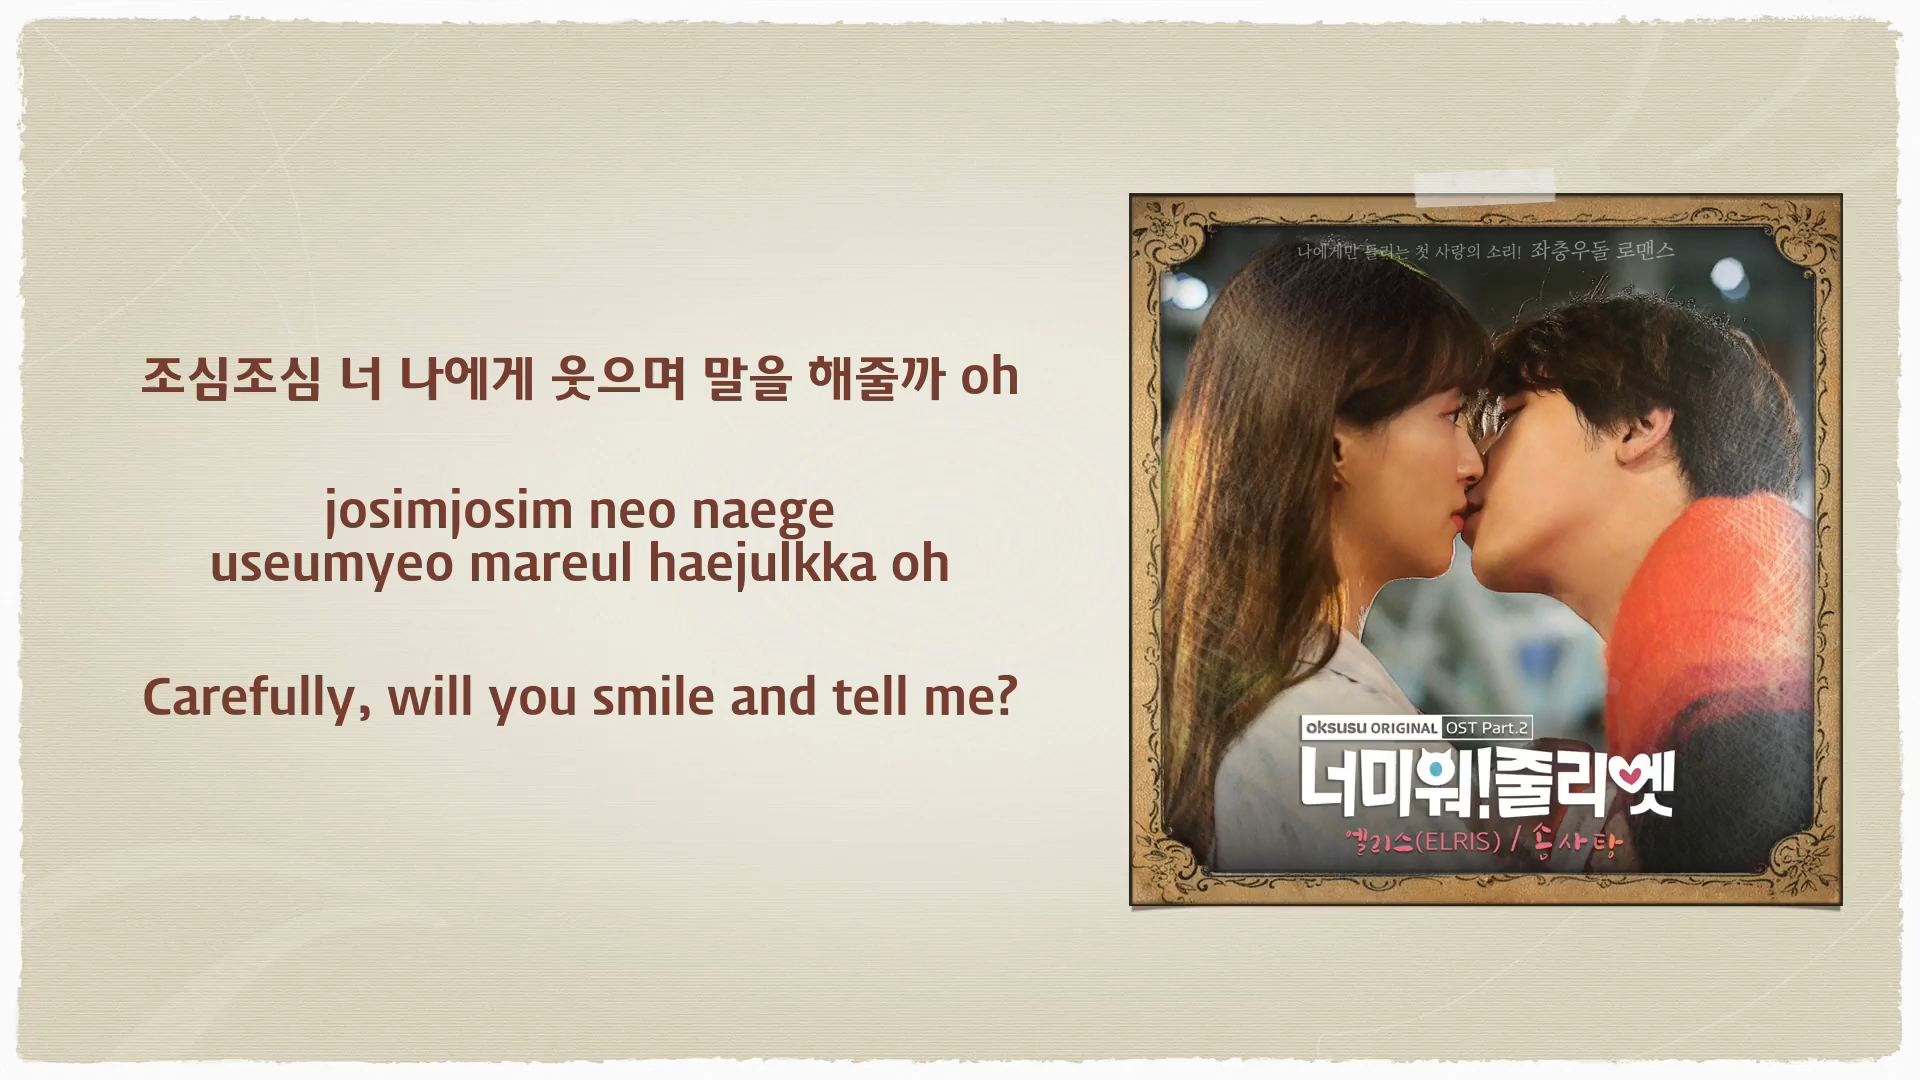 조심조심 너 나에게 웃으며 말을 해줄까 oh
josimjosim neo naege
useumyeo mareul haejulkka oh
Carefully, will you smile and tell me?
나에게만 들리는 첫 사랑의 소리! 좌충우돌 로맨스
oksusu ORIGINAL OST Part.2
너미워!줄리엣
엘리스(ELRIS) / 솜사탕